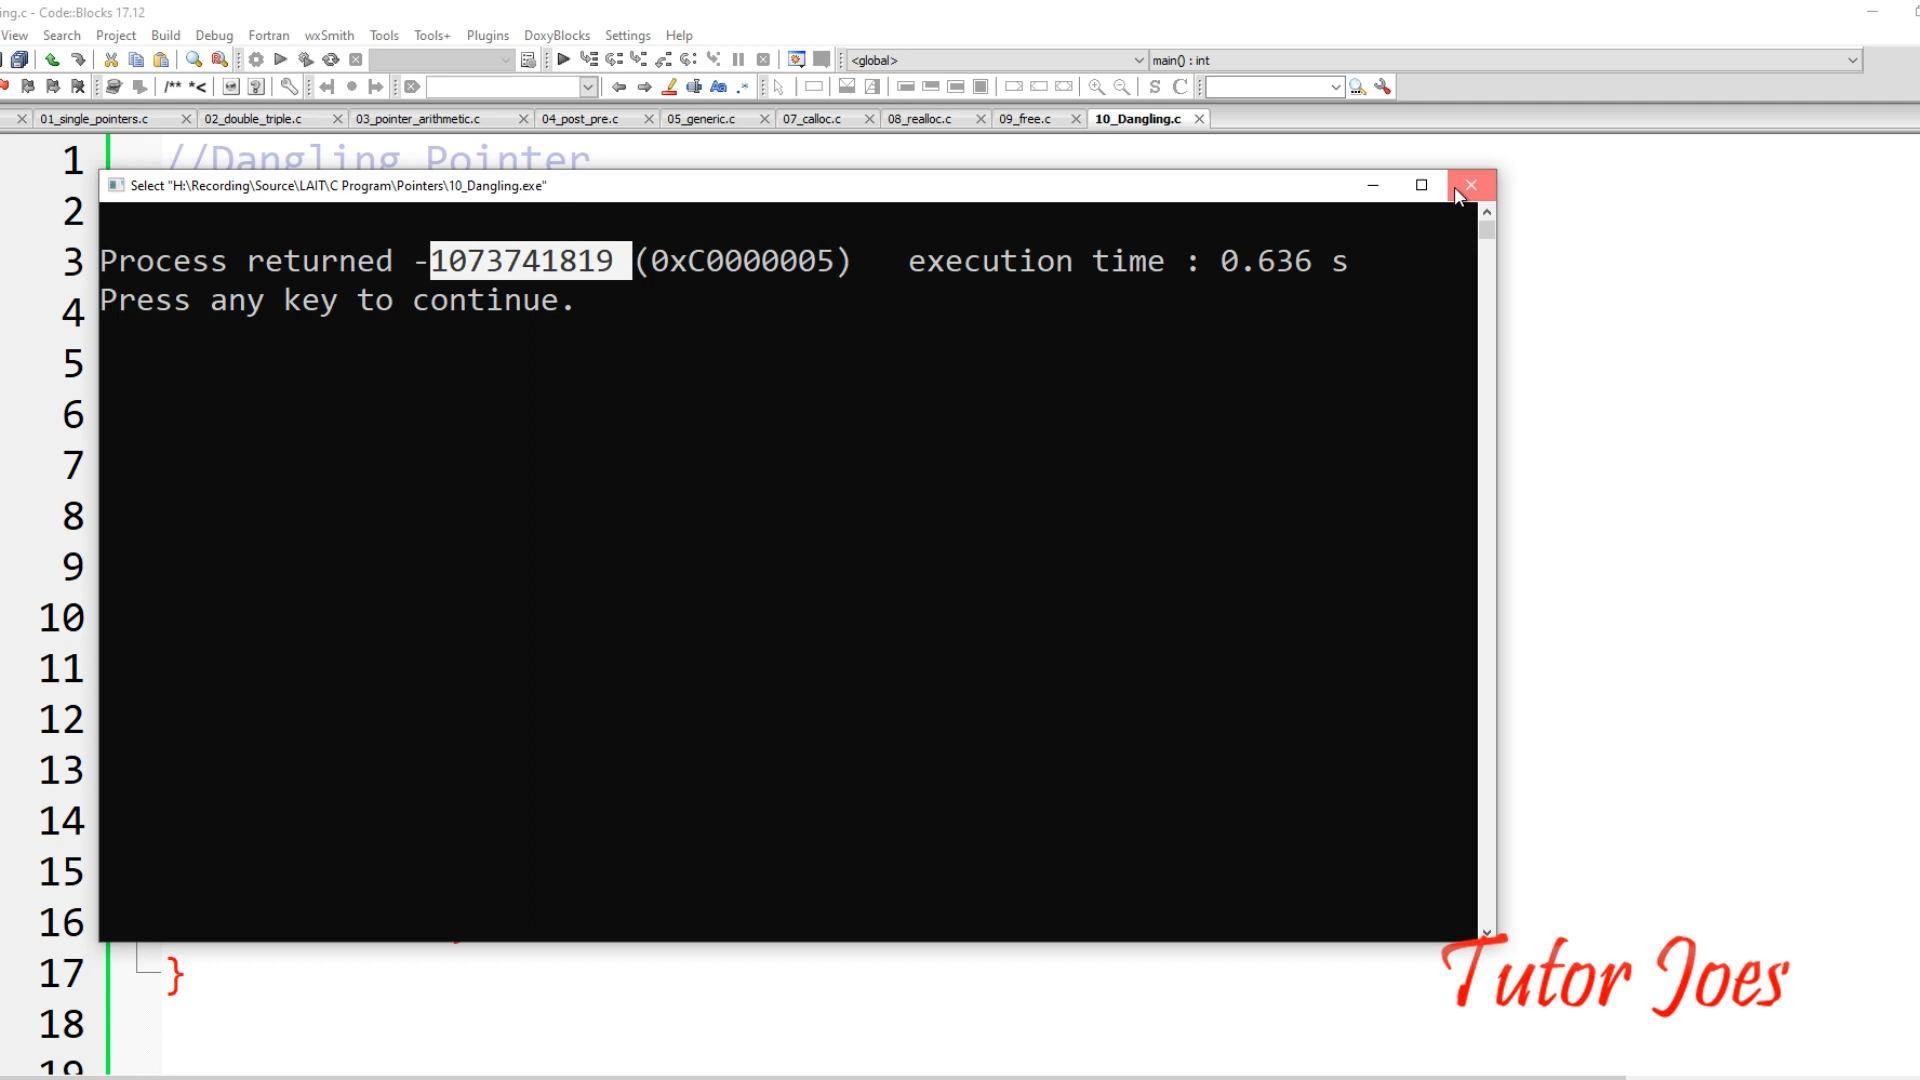 ing.c - Code::Blocks 17.12
View Search Project Build Debug Fortran wxSmith Tools Tools+ Plugins DoxyBlocks Settings Help
<global> main() : int
/** *<
S C
01_single_pointers.c 02_double_triple.c 03_pointer_arithmetic.c 04_post_pre.c 05_generic.c 07_calloc.c 08_realloc.c 09_free.c 10_Dangling.c
1 //Dangling Pointer
Select "H:\Recording\Source\LAIT\C Program\Pointers\10_Dangling.exe"
2
3 Process returned -1073741819 (0xC0000005) execution time : 0.636 s
4 Press any key to continue.
5
6
7
8
9
10
11
12
13
14
15
16
17 }
18
19
Tutor Joes